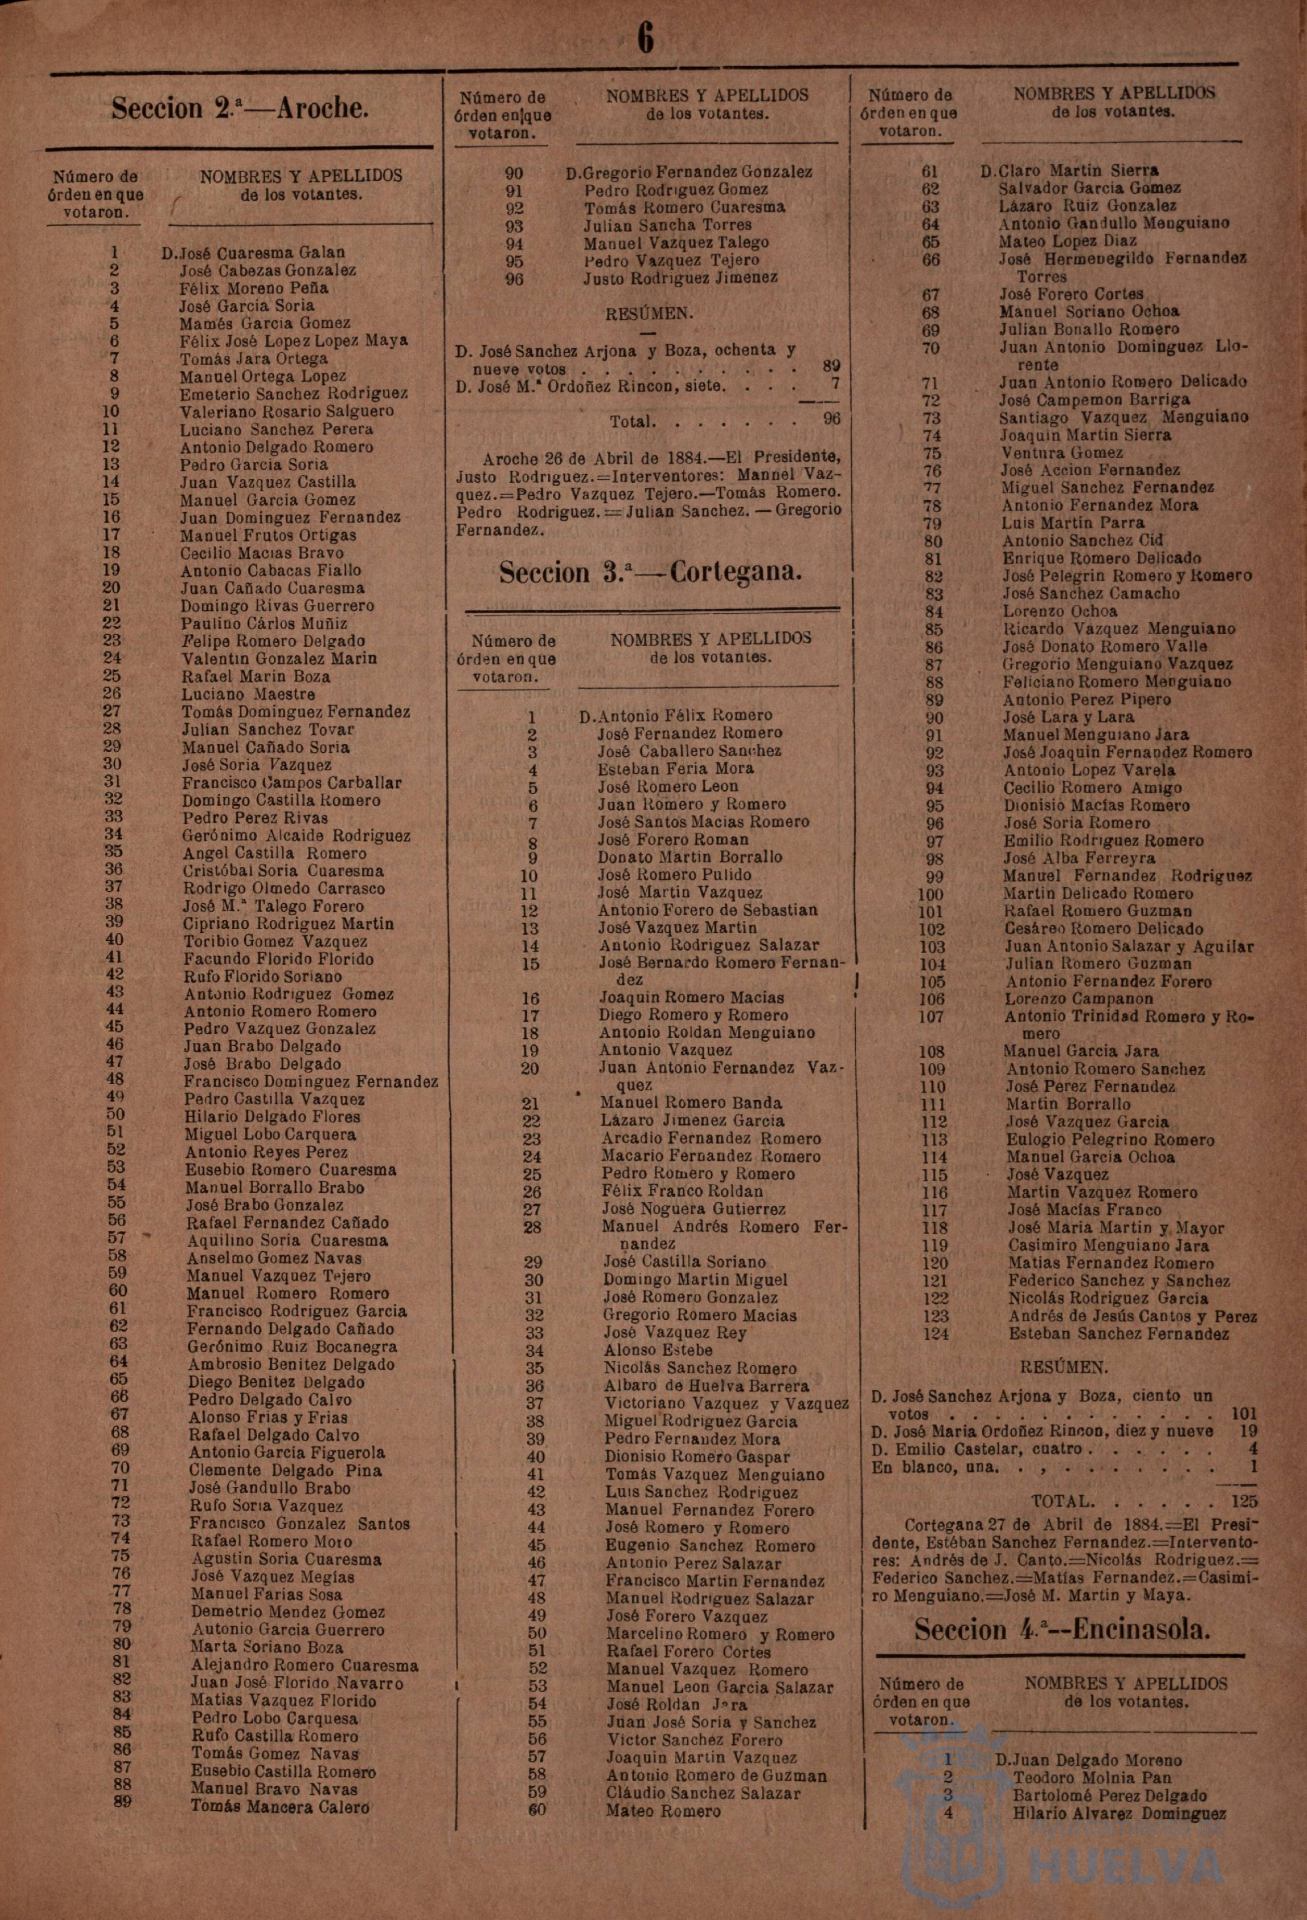 6
Seccion 2.ª—Aroche.
Número de órden en que votaron.
NOMBRES Y APELLIDOS
de los votantes.
1 D.José Cuaresma Galan
2 José Cabezas Gonzalez
3 Félix Moreno Peña
4 José Garcia Soria
5 Mamés Garcia Gomez
6 Félix José Lopez Lopez Maya
7 Tomás Jara Ortega
8 Manuel Ortega Lopez
9 Emeterio Sanchez Rodriguez
10 Valeriano Rosario Salguero
11 Luciano Sanchez Perera
12 Antonio Delgado Romero
13 Pedro Garcia Soria
14 Juan Vazquez Castilla
15 Manuel Garcia Gomez
16 Juan Dominguez Fernandez
17 Manuel Frutos Ortigas
18 Cecilio Macias Bravo
19 Antonio Cabacas Fiallo
20 Juan Cañado Cuaresma
21 Domingo Rivas Guerrero
22 Paulino Cárlos Muñiz
23 Felipe Romero Delgado
24 Valentin Gonzalez Marin
25 Rafael Marin Boza
26 Luciano Maestre
27 Tomás Dominguez Fernandez
28 Julian Sanchez Tovar
29 Manuel Cañado Soria
30 José Soria Vazquez
31 Francisco Campos Carballar
32 Domingo Castilla Romero
33 Pedro Perez Rivas
34 Gerónimo Alcaide Rodriguez
35 Angel Castilla Romero
36 Cristóbal Soria Cuaresma
37 Rodrigo Olmedo Carrasco
38 José M.ª Talego Forero
39 Cipriano Rodriguez Martin
40 Toribio Gomez Vazquez
41 Facundo Florido Florido
42 Rufo Florido Soriano
43 Antonio Rodriguez Gomez
44 Antonio Romero Romero
45 Pedro Vazquez Gonzalez
46 Juan Brabo Delgado
47 José Brabo Delgado
48 Francisco Dominguez Fernandez
49 Pedro Castilla Vazquez
50 Hilario Delgado Flores
51 Miguel Lobo Carquera
52 Antonio Reyes Perez
53 Eusebio Romero Cuaresma
54 Manuel Borrallo Brabo
55 José Brabo Gonzalez
56 Rafael Fernandez Cañado
57 Aquilino Soria Cuaresma
58 Anselmo Gomez Navas
59 Manuel Vazquez Tejero
60 Manuel Romero Romero
61 Francisco Rodriguez Garcia
62 Fernando Delgado Cañado
63 Gerónimo Ruiz Bocanegra
64 Ambrosio Benitez Delgado
65 Diego Benitez Delgado
66 Pedro Delgado Calvo
67 Alonso Frias y Frias
68 Rafael Delgado Calvo
69 Antonio Garcia Figuerola
70 Clemente Delgado Pina
71 José Gandullo Brabo
72 Rufo Soria Vazquez
73 Francisco Gonzalez Santos
74 Rafael Romero Moro
75 Agustin Soria Cuaresma
76 José Vazquez Megías
77 Manuel Farias Sosa
78 Demetrio Mendez Gomez
79 Antonio Garcia Guerrero
80 Marta Soriano Boza
81 Alejandro Romero Cuaresma
82 Juan José Florido Navarro
83 Matias Vazquez Florido
84 Pedro Lobo Carquesa
85 Rufo Castilla Romero
86 Tomás Gomez Navas
87 Eusebio Castilla Romero
88 Manuel Bravo Navas
89 Tomás Mancera Calero
Número de órden en que votaron.
NOMBRES Y APELLIDOS
de los votantes.
90 D.Gregorio Fernandez Gonzalez
91 Pedro Rodriguez Gomez
92 Tomás Romero Cuaresma
93 Julian Sancha Torres
94 Manuel Vazquez Talego
95 Pedro Vazquez Tejero
96 Justo Rodriguez Jimenez
RESÚMEN.
D. José Sanchez Arjona y Boza, ochenta y
nueve votos . . . . . . . . . . 89
D. José M.ª Ordoñez Rincon, siete. . . . 7
Total. . . . . . . 96
Aroche 26 de Abril de 1884.—El Presidente,
Justo Rodriguez.=Interventores: Mannel Vaz-
quez.=Pedro Vazquez Tejero.—Tomás Romero.
Pedro Rodriguez.=Julian Sanchez.—Gregorio
Fernandez.
Seccion 3.ª—Cortegana.
Número de órden en que votaron.
NOMBRES Y APELLIDOS
de los votantes.
1 D.Antonio Félix Romero
2 José Fernandez Romero
3 José Caballero Sanchez
4 Esteban Feria Mora
5 José Romero Leon
6 Juan Romero y Romero
7 José Santos Macias Romero
8 José Forero Roman
9 Donato Martin Borrallo
10 José Romero Pulido
11 José Martin Vazquez
12 Antonio Forero de Sebastian
13 José Vazquez Martin
14 Antonio Rodriguez Salazar
15 José Bernardo Romero Fernan-
dez
16 Joaquin Romero Macias
17 Diego Romero y Romero
18 Antonio Roldan Menguiano
19 Antonio Vazquez
20 Juan Antonio Fernandez Vaz-
quez
21 Manuel Romero Banda
22 Lázaro Jimenez Garcia
23 Arcadio Fernandez Romero
24 Macario Fernandez Romero
25 Pedro Romero y Romero
26 Félix Franco Roldan
27 José Noguera Gutierrez
28 Manuel Andrés Romero Fer-
nandez
29 José Castilla Soriano
30 Domingo Martin Miguel
31 José Romero Gonzalez
32 Gregorio Romero Macias
33 José Vazquez Rey
34 Alonso Estebe
35 Nicolás Sanchez Romero
36 Albaro de Huelva Barrera
37 Victoriano Vazquez y Vazquez
38 Miguel Rodriguez Garcia
39 Pedro Fernandez Mora
40 Dionisio Romero Gaspar
41 Tomás Vazquez Menguiano
42 Luis Sanchez Rodriguez
43 Manuel Fernandez Forero
44 José Romero y Romero
45 Eugenio Sanchez Romero
46 Antonio Perez Salazar
47 Francisco Martin Fernandez
48 Manuel Rodriguez Salazar
49 José Forero Vazquez
50 Marcelino Romero y Romero
51 Rafael Forero Cortes
52 Manuel Vazquez Romero
53 Manuel Leon Garcia Salazar
54 José Roldan Jara
55 Juan José Soria y Sanchez
56 Victor Sanchez Forero
57 Joaquin Martin Vazquez
58 Antonio Romero de Guzman
59 Cláudio Sanchez Salazar
60 Mateo Romero
Número de órden en que votaron.
NOMBRES Y APELLIDOS
de los votantes.
61 D.Claro Martin Sierra
62 Salvador Garcia Gomez
63 Lázaro Ruiz Gonzalez
64 Antonio Gandullo Menguiano
65 Mateo Lopez Diaz
66 José Hermenegildo Fernandez
Torres
67 José Forero Cortes
68 Manuel Soriano Ochoa
69 Julian Bonallo Romero
70 Juan Antonio Dominguez Llo-
rente
71 Juan Antonio Romero Delicado
72 José Campemon Barriga
73 Santiago Vazquez Menguiano
74 Joaquin Martin Sierra
75 Ventura Gomez
76 José Accion Fernandez
77 Miguel Sanchez Fernandez
78 Antonio Fernandez Mora
79 Luis Martin Parra
80 Antonio Sanchez Cid
81 Enrique Romero Delicado
82 José Pelegrin Romero y Romero
83 José Sanchez Camacho
84 Lorenzo Ochoa
85 Ricardo Vazquez Menguiano
86 José Donato Romero Valle
87 Gregorio Menguiano Vazquez
88 Feliciano Romero Menguiano
89 Antonio Perez Pipero
90 José Lara y Lara
91 Manuel Menguiano Jara
92 José Joaquin Fernandez Romero
93 Antonio Lopez Varela
94 Cecilio Romero Amigo
95 Dionisio Macías Romero
96 José Soria Romero
97 Emilio Rodriguez Romero
98 José Alba Ferreyra
99 Manuel Fernandez Rodriguez
100 Martin Delicado Romero
101 Rafael Romero Guzman
102 Cesáreo Romero Delicado
103 Juan Antonio Salazar y Aguilar
104 Julian Romero Guzman
105 Antonio Fernandez Forero
106 Lorenzo Campanon
107 Antonio Trinidad Romero y Ro-
mero
108 Manuel Garcia Jara
109 Antonio Romero Sanchez
110 José Perez Fernandez
111 Martin Borrallo
112 José Vazquez Garcia
113 Eulogio Pelegrino Romero
114 Manuel Garcia Ochoa
115 José Vazquez
116 Martin Vazquez Romero
117 José Macías Franco
118 José Maria Martin y Mayor
119 Casimiro Menguiano Jara
120 Matias Fernandez Romero
121 Federico Sanchez y Sanchez
122 Nicolás Rodriguez Garcia
123 Andrés de Jesús Cantos y Perez
124 Esteban Sanchez Fernandez
RESÚMEN.
D. José Sanchez Arjona y Boza, ciento un
votos . . . . . . . . . . . . . 101
D. José Maria Ordoñez Rincon, diez y nueve 19
D. Emilio Castelar, cuatro . . . . . . 4
En blanco, una. . , . . . . . . . . 1
TOTAL. . . . . . 125
Cortegana 27 de Abril de 1884.=El Presi-
dente, Estéban Sanchez Fernandez.=Intervento-
res: Andrés de J. Canto.=Nicolás Rodriguez.=
Federico Sanchez.=Matías Fernandez.=Casimi-
ro Menguiano.=José M. Martin y Maya.
Seccion 4.ª--Encinasola.
Número de órden en que votaron.
NOMBRES Y APELLIDOS
de los votantes.
1 D.Juan Delgado Moreno
2 Teodoro Molnia Pan
3 Bartolomé Perez Delgado
4 Hilario Alvarez Dominguez
HUELVA